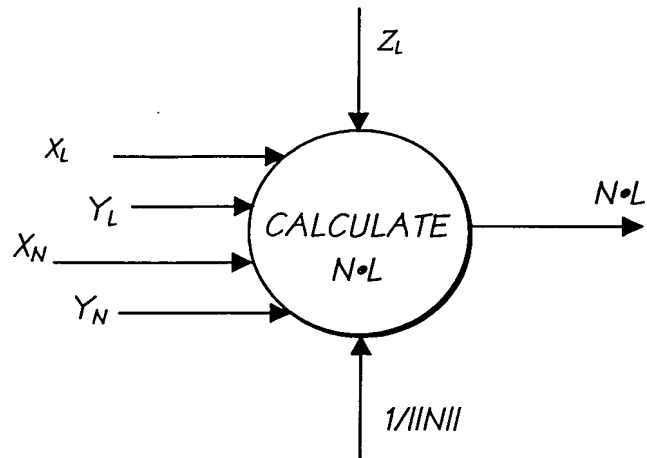 Z_L
X_L
Y_L
N•L
CALCULATE
X_N
N•L
Y_N
1/||N||